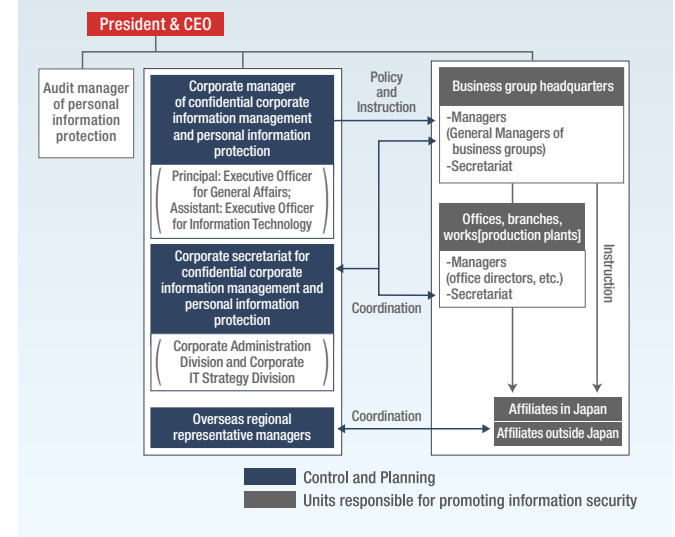 President & CEO
Audit manager
of personal
information
protection
Corporate manager
of confidential corporate
information management
and personal information
protection
(Principal: Executive Officer
for General Affairs;
Assistant: Executive Officer
for Information Technology)
Corporate secretariat for
confidential corporate
information management and
personal information
protection
(Corporate Administration
Division and Corporate
IT Strategy Division)
Overseas regional
representative managers
Policy
and
Instruction
Coordination
Coordination
Business group headquarters
-Managers
(General Managers of
business groups)
-Secretariat
Offices, branches,
works[production plants]
-Managers
(office directors, etc.)
-Secretariat
Instruction
Affiliates in Japan
Affiliates outside Japan
Control and Planning
Units responsible for promoting information security